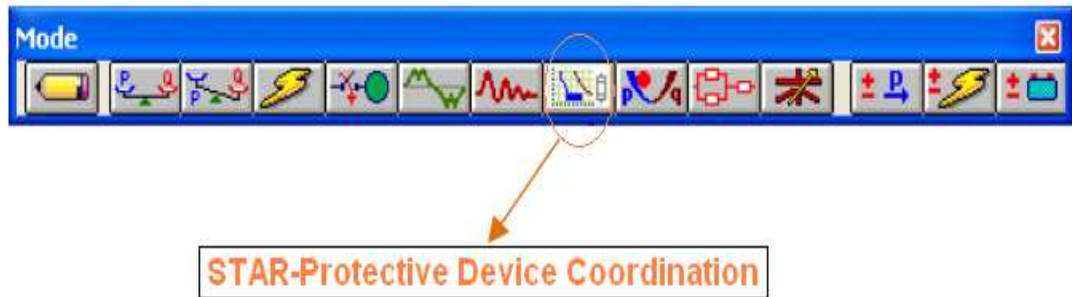 Mode
P Q P Q p q ± P ± ±
STAR-Protective Device Coordination